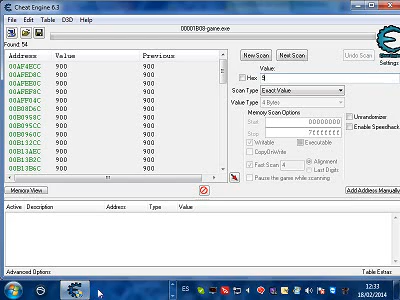 Cheat Engine 6.3
File Edit Table D3D Help
00001B08-game.exe
Found: 54
Address Value Previous
00AF4ECC 900 900
00AFED8C 900 900
00AFEF0C 900 900
00AFEF8C 900 900
00AFF04C 900 900
00B08D6C 900 900
00B0958C 900 900
00B095CC 900 900
00B0960C 900 900
00B132CC 900 900
00B13AEC 900 900
00B13B2C 900 900
00B13B6C 900 900
New Scan Next Scan Undo Scan
Settings
Value:
Hex
Scan Type Exact Value
Value Type 4 Bytes
Memory Scan Options
Start 00000000
Stop 7fffffff
Writable Executable
CopyOnWrite
Fast Scan 4 Alignment
Last Digits
Pause the game while scanning
Unrandomizer
Enable Speedhack
Memory View
Add Address Manually
Active Description Address Type Value
Advanced Options Table Extras
ES
12:33
18/02/2014